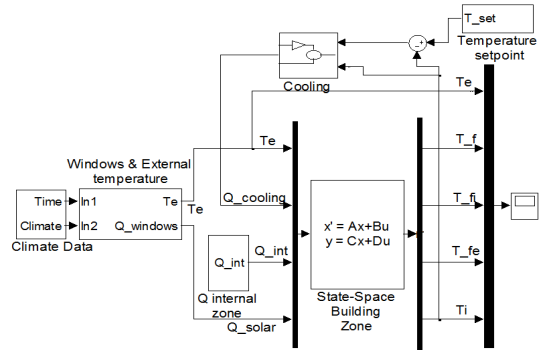 T_set
Temperature
setpoint
- +
Cooling
Te
Te
T_f
Windows & External
temperature
Time
In1
Te
Te
Q_cooling
T_fi
Climate
In2
Q_windows
Climate Data
x' = Ax+Bu
y = Cx+Du
Q_int
Q_int
T_fe
Q internal
zone
State-Space
Building
Zone
Q_solar
Ti